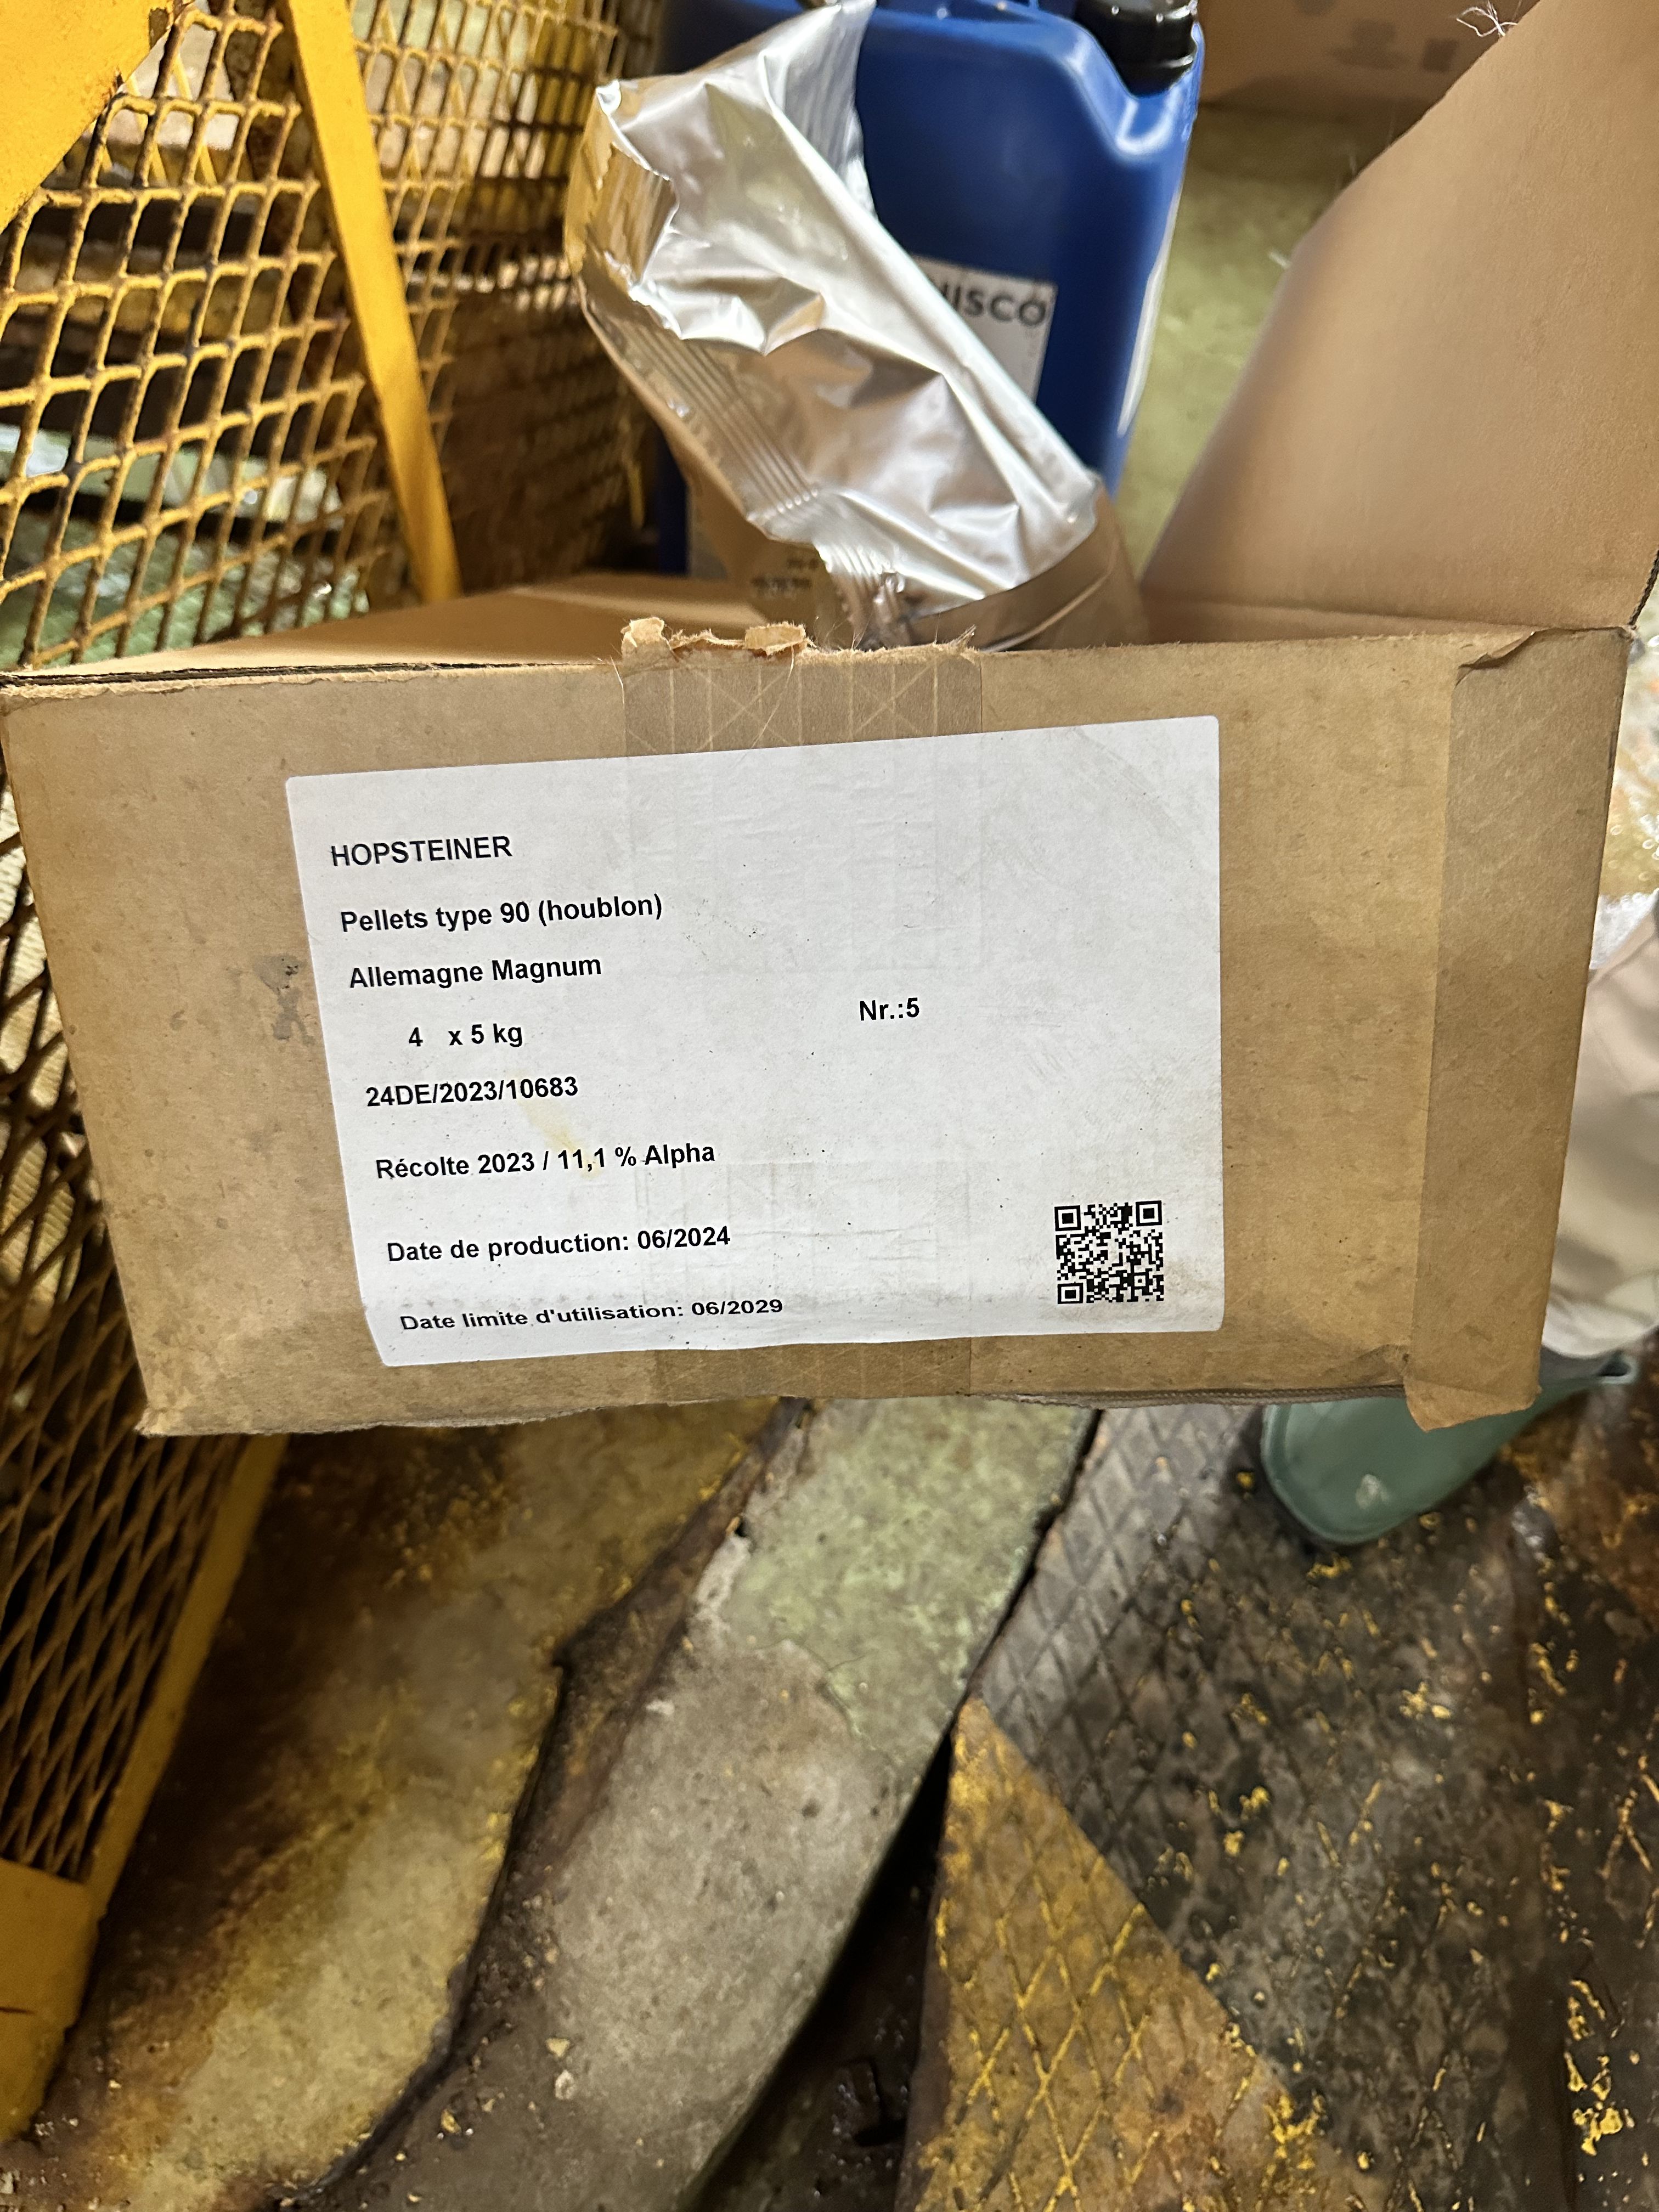 HOPSTEINER
Pellets type 90 (houblon)
Allemagne Magnum
4 x 5 kg
Nr.:5
24DE/2023/10683
Récolte 2023 / 11,1 % Alpha
Date de production: 06/2024
Date limite d'utilisation: 06/2029